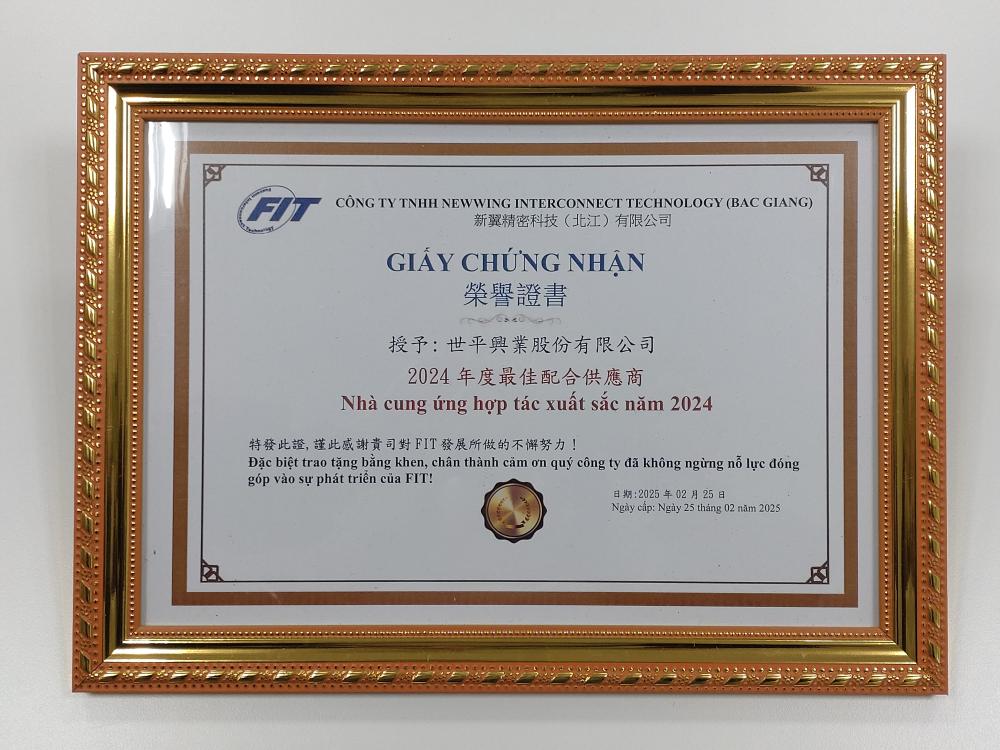 FIT
CÔNG TY TNHH NEWWING INTERCONNECT TECHNOLOGY (BAC GIANG)
新翼精密科技（北江）有限公司
GIẤY CHỨNG NHẬN
榮譽證書
授予: 世平興業股份有限公司
2024 年度最佳配合供應商
Nhà cung ứng hợp tác xuất sắc năm 2024
特發此證, 謹此感謝貴司對 FIT 發展所做的不懈努力！
Đặc biệt trao tặng bằng khen, chân thành cảm ơn quý công ty đã không ngừng nỗ lực đóng
góp vào sự phát triển của FIT!
日期: 2025 年 02 月 25 日
Ngày cấp: Ngày 25 tháng 02 năm 2025